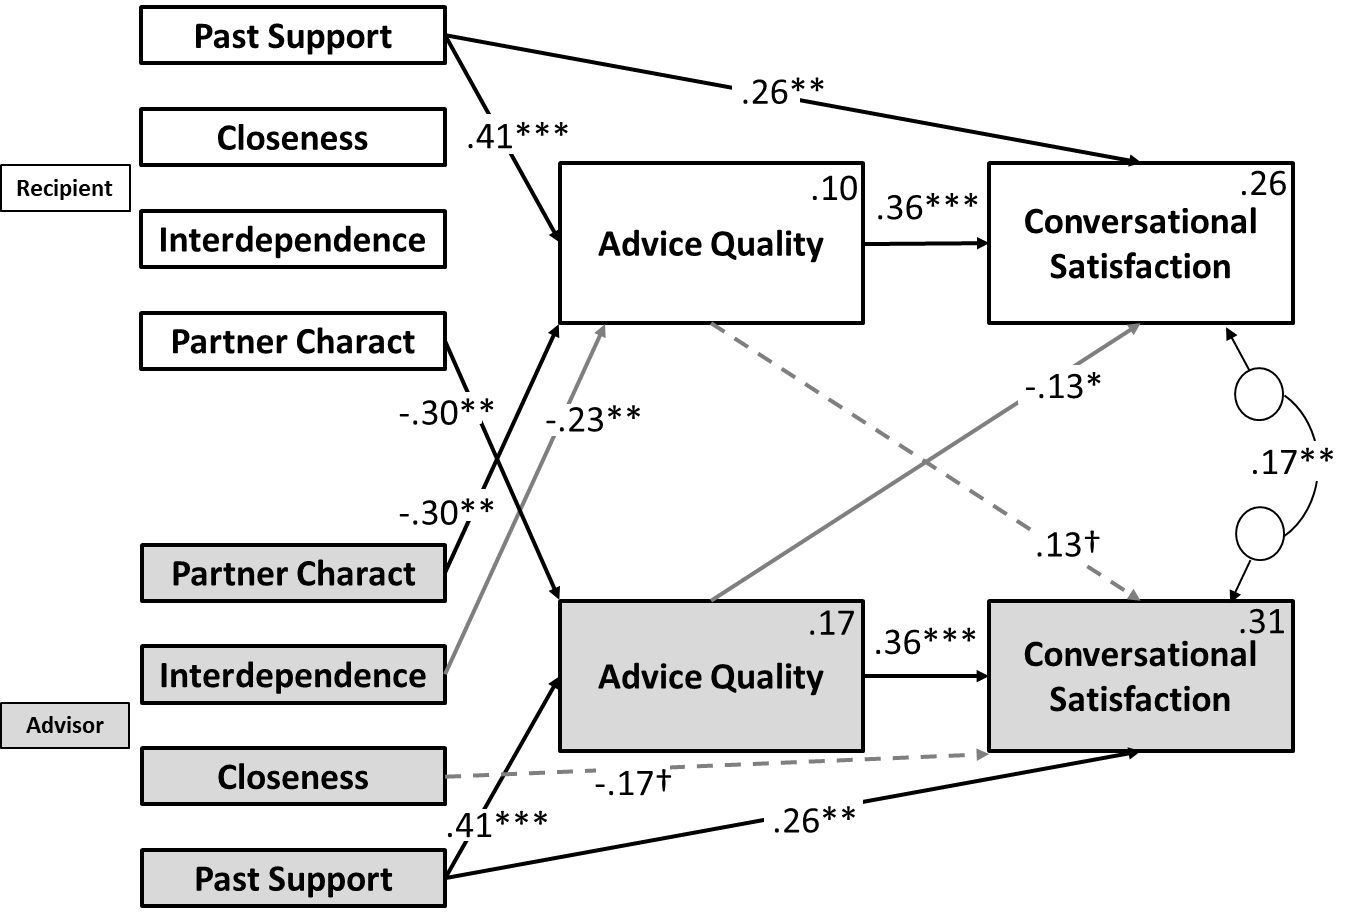 Past Support
.26**
Closeness
.41***
Recipient
.10
.26
.36***
Conversational
Satisfaction
Interdependence
Advice Quality
Partner Charact
-.30**
-.23**
-.13*
.17**
-.30**
.13†
Partner Charact
.17
.31
.36***
Conversational
Satisfaction
Interdependence
Advice Quality
Advisor
Closeness
-.17†
.41***
.26**
Past Support